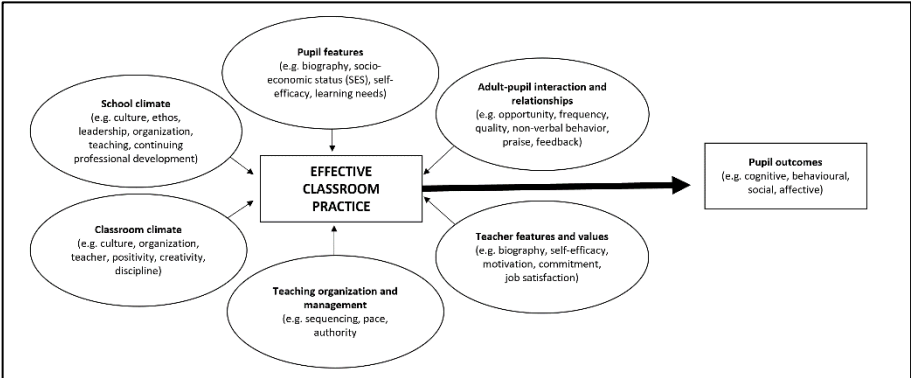 Pupil features
(e.g. biography, socio-
economic status (SES), self-
efficacy, learning needs)
School climate
(e.g. culture, ethos,
leadership, organization,
teaching, continuing
professional development)
Adult-pupil interaction and
relationships
(e.g. opportunity, frequency,
quality, non-verbal behavior,
praise, feedback)
EFFECTIVE
CLASSROOM
PRACTICE
Pupil outcomes
(e.g. cognitive, behavioural,
social, affective)
Classroom climate
(e.g. culture, organization,
teacher, positivity, creativity,
discipline)
Teacher features and values
(e.g. biography, self-efficacy,
motivation, commitment,
job satisfaction)
Teaching organization and
management
(e.g. sequencing, pace,
authority